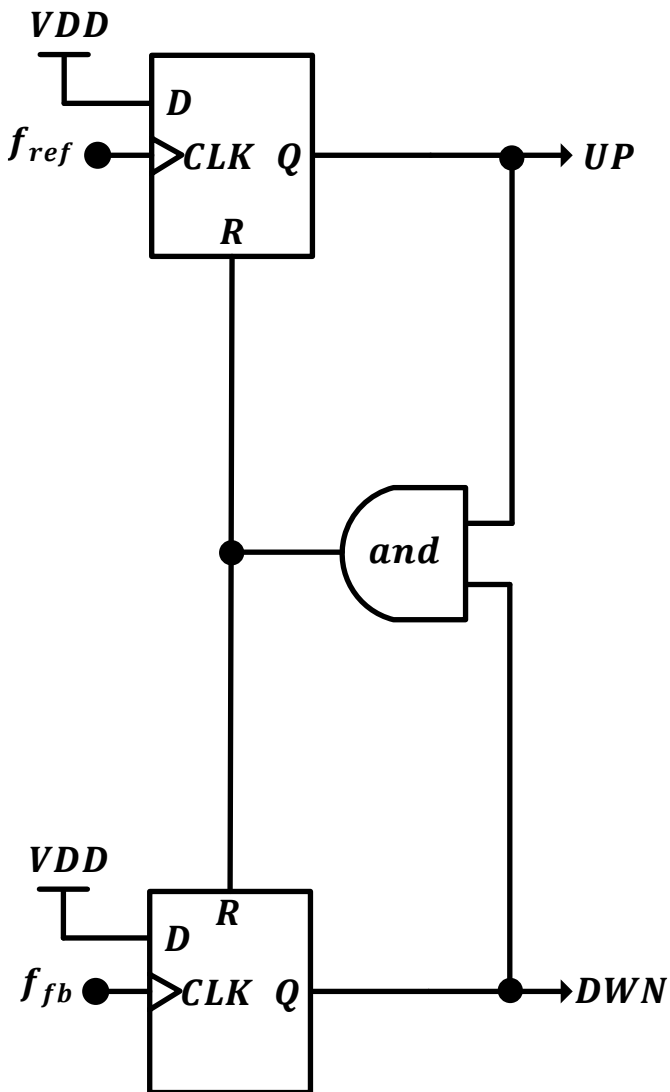 VDD
D
f_ref CLK Q UP
R
and
VDD
R
D
f_fb CLK Q DWN